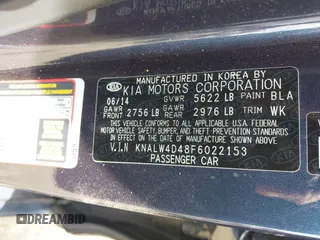 MANUFACTURED IN KOREA BY
KIA KIA MOTORS CORPORATION
06/14 GVWR 5622 LB PAINT BLA
GAWR FRONT 2756 LB GAWR REAR 2976 LB TRIM WK
THIS VEHICLE CONFORMS TO ALL APPLICABLE FEDERAL
MOTOR VEHICLE SAFETY, BUMPER, AND THEFT PREVENTION
STANDARDS IN EFFECT ON THE DATE OF MANUFACTURE
SHOWN ABOVE.
V.I.N KNALW4D48F6022153
PASSENGER CAR
DREAMBID